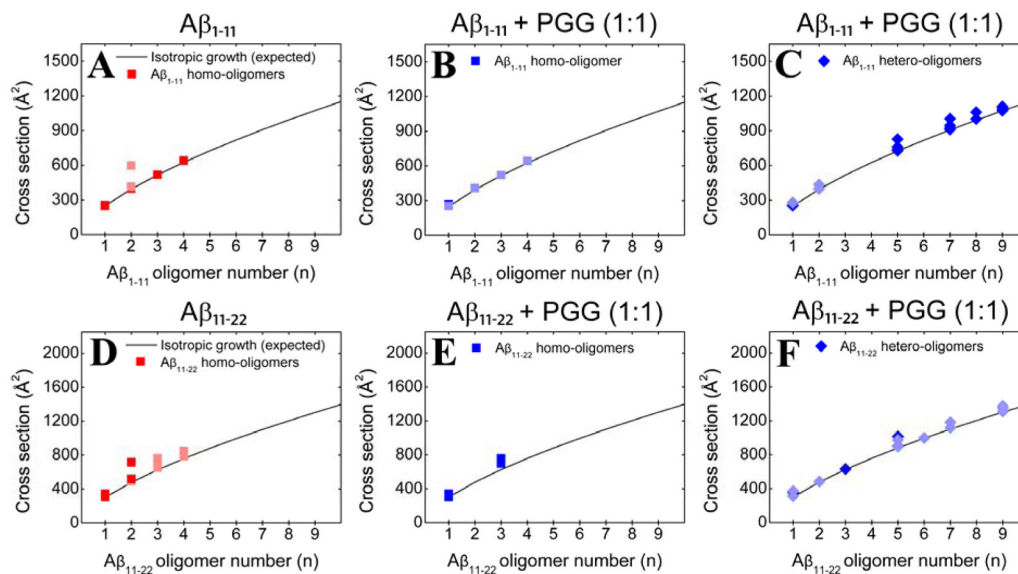 Aβ1-11
Aβ1-11 + PGG (1:1)
Aβ1-11 + PGG (1:1)
A
Isotropic growth (expected)
Aβ1-11 homo-oligomers
Cross section (Å²)
1500
1200
900
600
300
0
1 2 3 4 5 6 7 8 9
Aβ1-11 oligomer number (n)
B
Aβ1-11 homo-oligomer
Cross section (Å²)
1500
1200
900
600
300
0
1 2 3 4 5 6 7 8 9
Aβ1-11 oligomer number (n)
C
Aβ1-11 hetero-oligomers
Cross section (Å²)
1500
1200
900
600
300
0
1 2 3 4 5 6 7 8 9
Aβ1-11 oligomer number (n)
Aβ11-22
Aβ11-22 + PGG (1:1)
Aβ11-22 + PGG (1:1)
D
Isotropic growth (expected)
Aβ11-22 homo-oligomers
Cross section (Å²)
2000
1600
1200
800
400
0
1 2 3 4 5 6 7 8 9
Aβ11-22 oligomer number (n)
E
Aβ11-22 homo-oligomers
Cross section (Å²)
2000
1600
1200
800
400
0
1 2 3 4 5 6 7 8 9
Aβ11-22 oligomer number (n)
F
Aβ11-22 hetero-oligomers
Cross section (Å²)
2000
1600
1200
800
400
0
1 2 3 4 5 6 7 8 9
Aβ11-22 oligomer number (n)